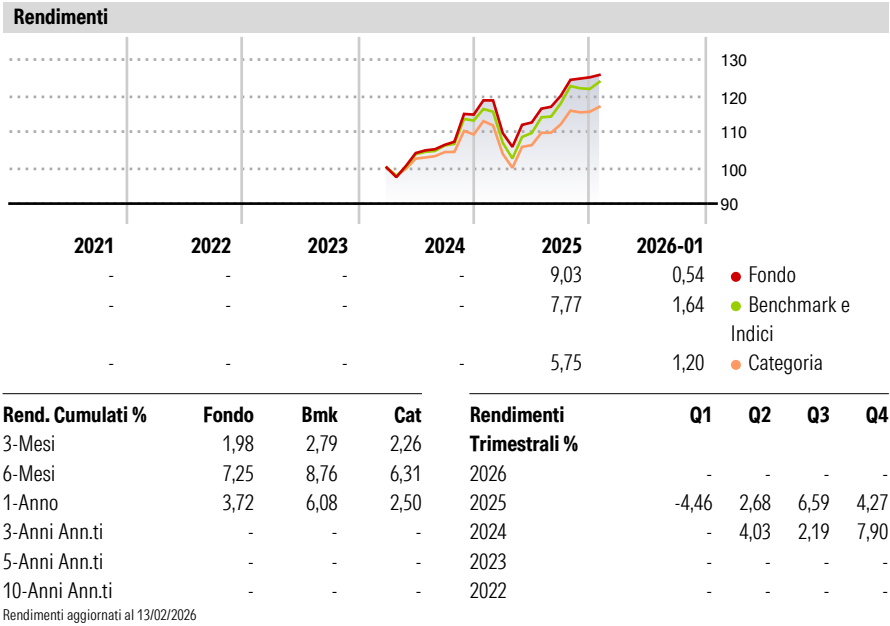 Rendimenti
130
120
110
100
90
2021 2022 2023 2024 2025 2026-01
- - - - 9,03 0,54 Fondo
- - - - 7,77 1,64 Benchmark e
Indici
- - - - 5,75 1,20 Categoria
Rend. Cumulati % Fondo Bmk Cat
3-Mesi 1,98 2,79 2,26
6-Mesi 7,25 8,76 6,31
1-Anno 3,72 6,08 2,50
3-Anni Ann.ti - - -
5-Anni Ann.ti - - -
10-Anni Ann.ti - - -
Rendimenti Q1 Q2 Q3 Q4
Trimestrali %
2026 - - - -
2025 -4,46 2,68 6,59 4,27
2024 - 4,03 2,19 7,90
2023 - - - -
2022 - - - -
Rendimenti aggiornati al 13/02/2026